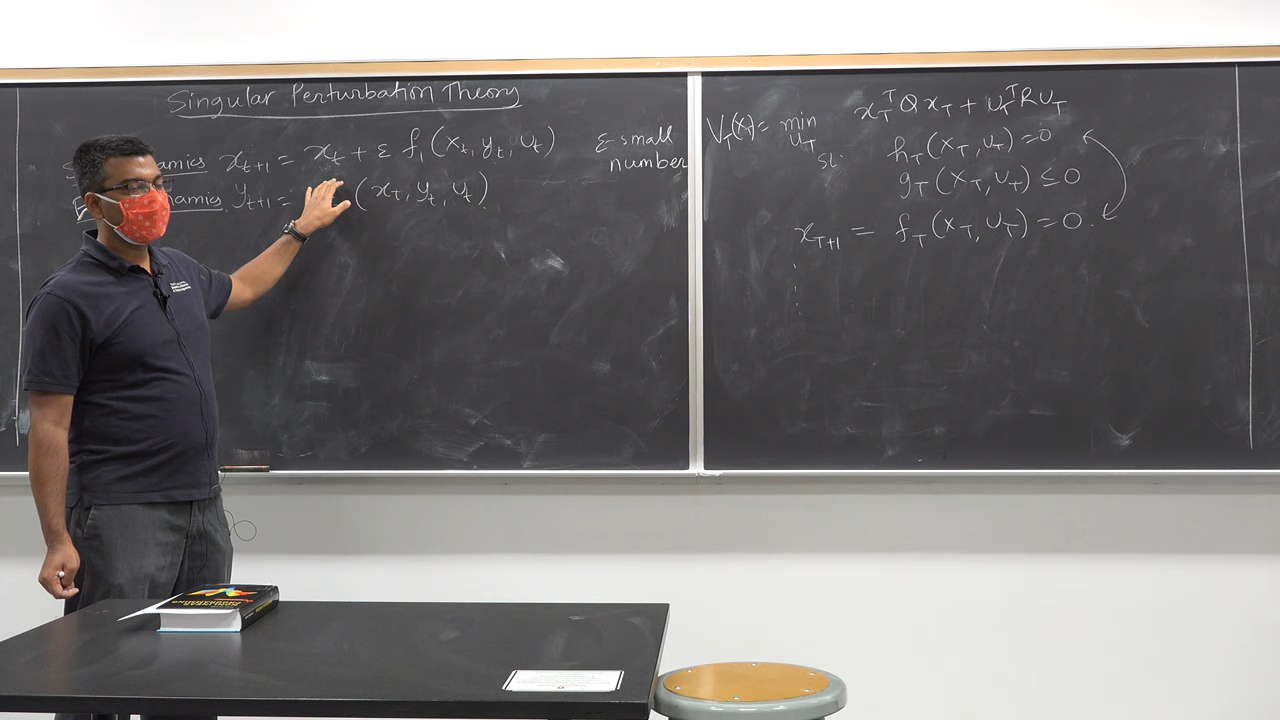 Singular Perturbation Theory
x_{t+1} = x_t + ε f_1(x_t, y_t, u_t)
ε-small number
y_{t+1} = (x_t, y_t, u_t)
V_T(x_T) = min_{u_T} x_T^T Q x_T + u_T^T R u_T
st. h_T(x_T, u_T) = 0
g_T(x_T, u_T) ≤ 0
x_{T+1} = f_T(x_T, u_T) = 0.